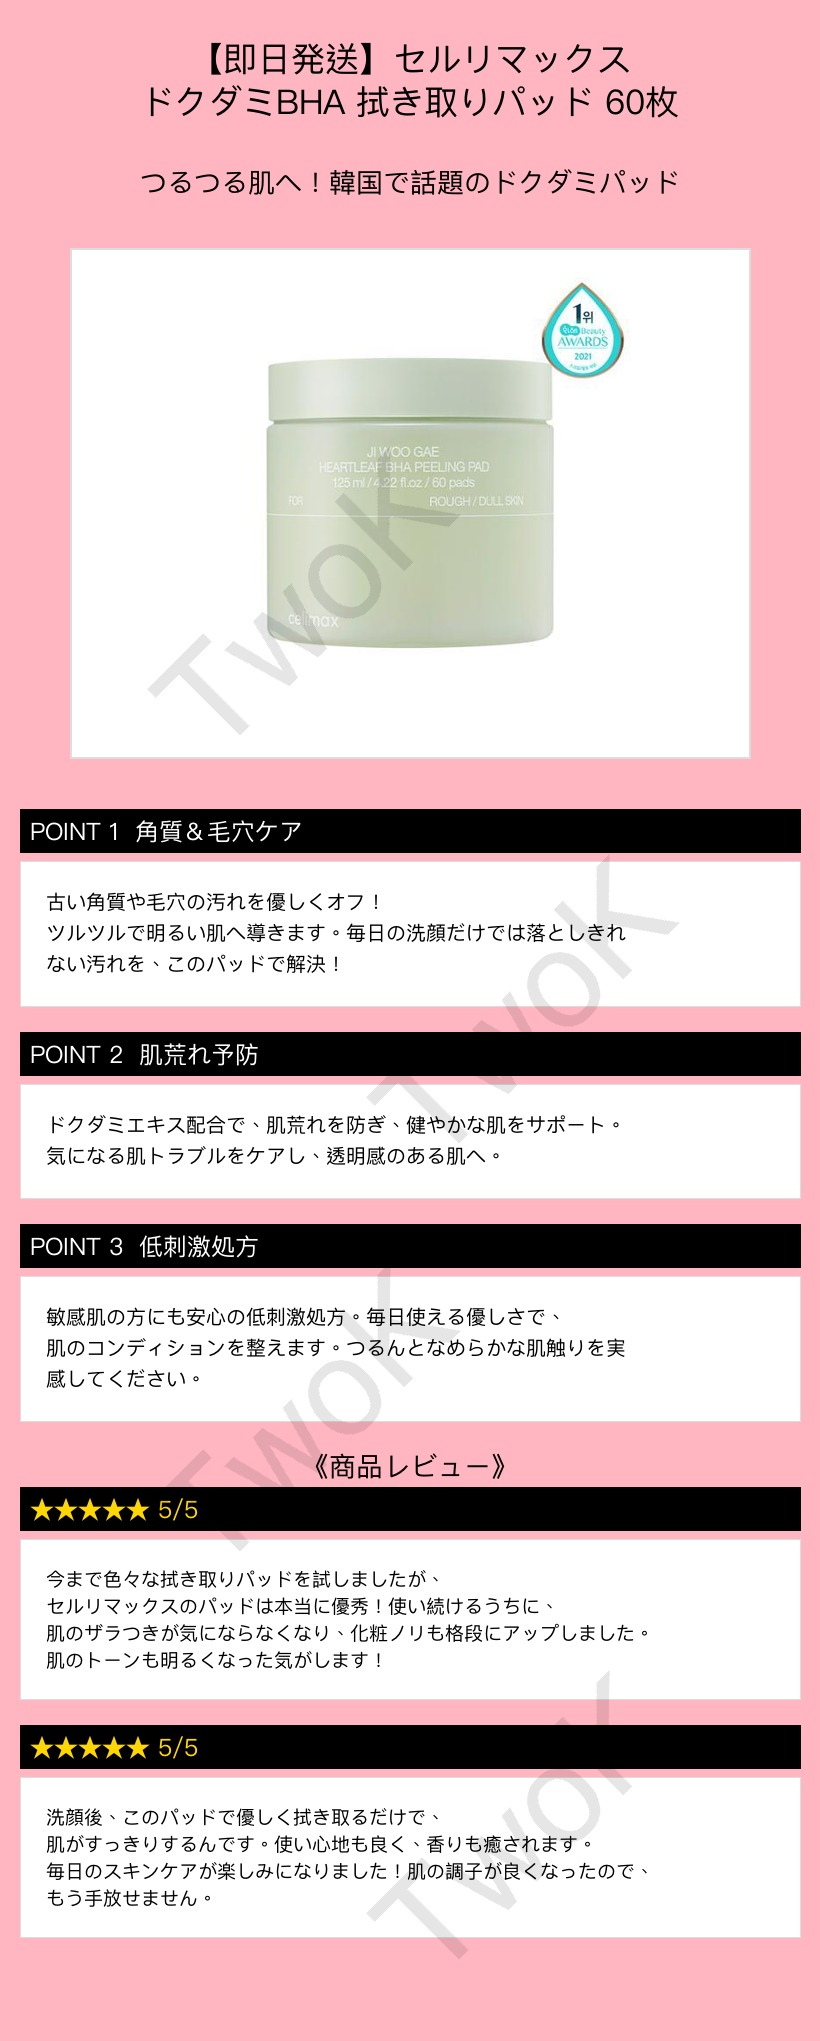 【即日発送】セルリマックス
ドクダミBHA 拭き取りパッド 60枚
つるつる肌へ！韓国で話題のドクダミパッド
1위
Beauty
AWARDS
2021
JI WOO GAE
HEARTLEAF BHA PEELING PAD
125 ml / 4.22 fl.oz / 60 pads
FOR ROUGH / DULL SKIN
celimax
TwoK
POINT 1 角質＆毛穴ケア
古い角質や毛穴の汚れを優しくオフ！
ツルツルで明るい肌へ導きます。毎日の洗顔だけでは落としきれ
ない汚れを、このパッドで解決！
TwoK
POINT 2 肌荒れ予防
ドクダミエキス配合で、肌荒れを防ぎ、健やかな肌をサポート。
気になる肌トラブルをケアし、透明感のある肌へ。
POINT 3 低刺激処方
敏感肌の方にも安心の低刺激処方。毎日使える優しさで、
肌のコンディションを整えます。つるんとなめらかな肌触りを実
感してください。
TwoK
《商品レビュー》
★★★★★ 5/5
今まで色々な拭き取りパッドを試しましたが、
セルリマックスのパッドは本当に優秀！使い続けるうちに、
肌のザラつきが気にならなくなり、化粧ノリも格段にアップしました。
肌のトーンも明るくなった気がします！
★★★★★ 5/5
洗顔後、このパッドで優しく拭き取るだけで、
肌がすっきりするんです。使い心地も良く、香りも癒されます。
毎日のスキンケアが楽しみになりました！肌の調子が良くなったので、
もう手放せません。
TwoK